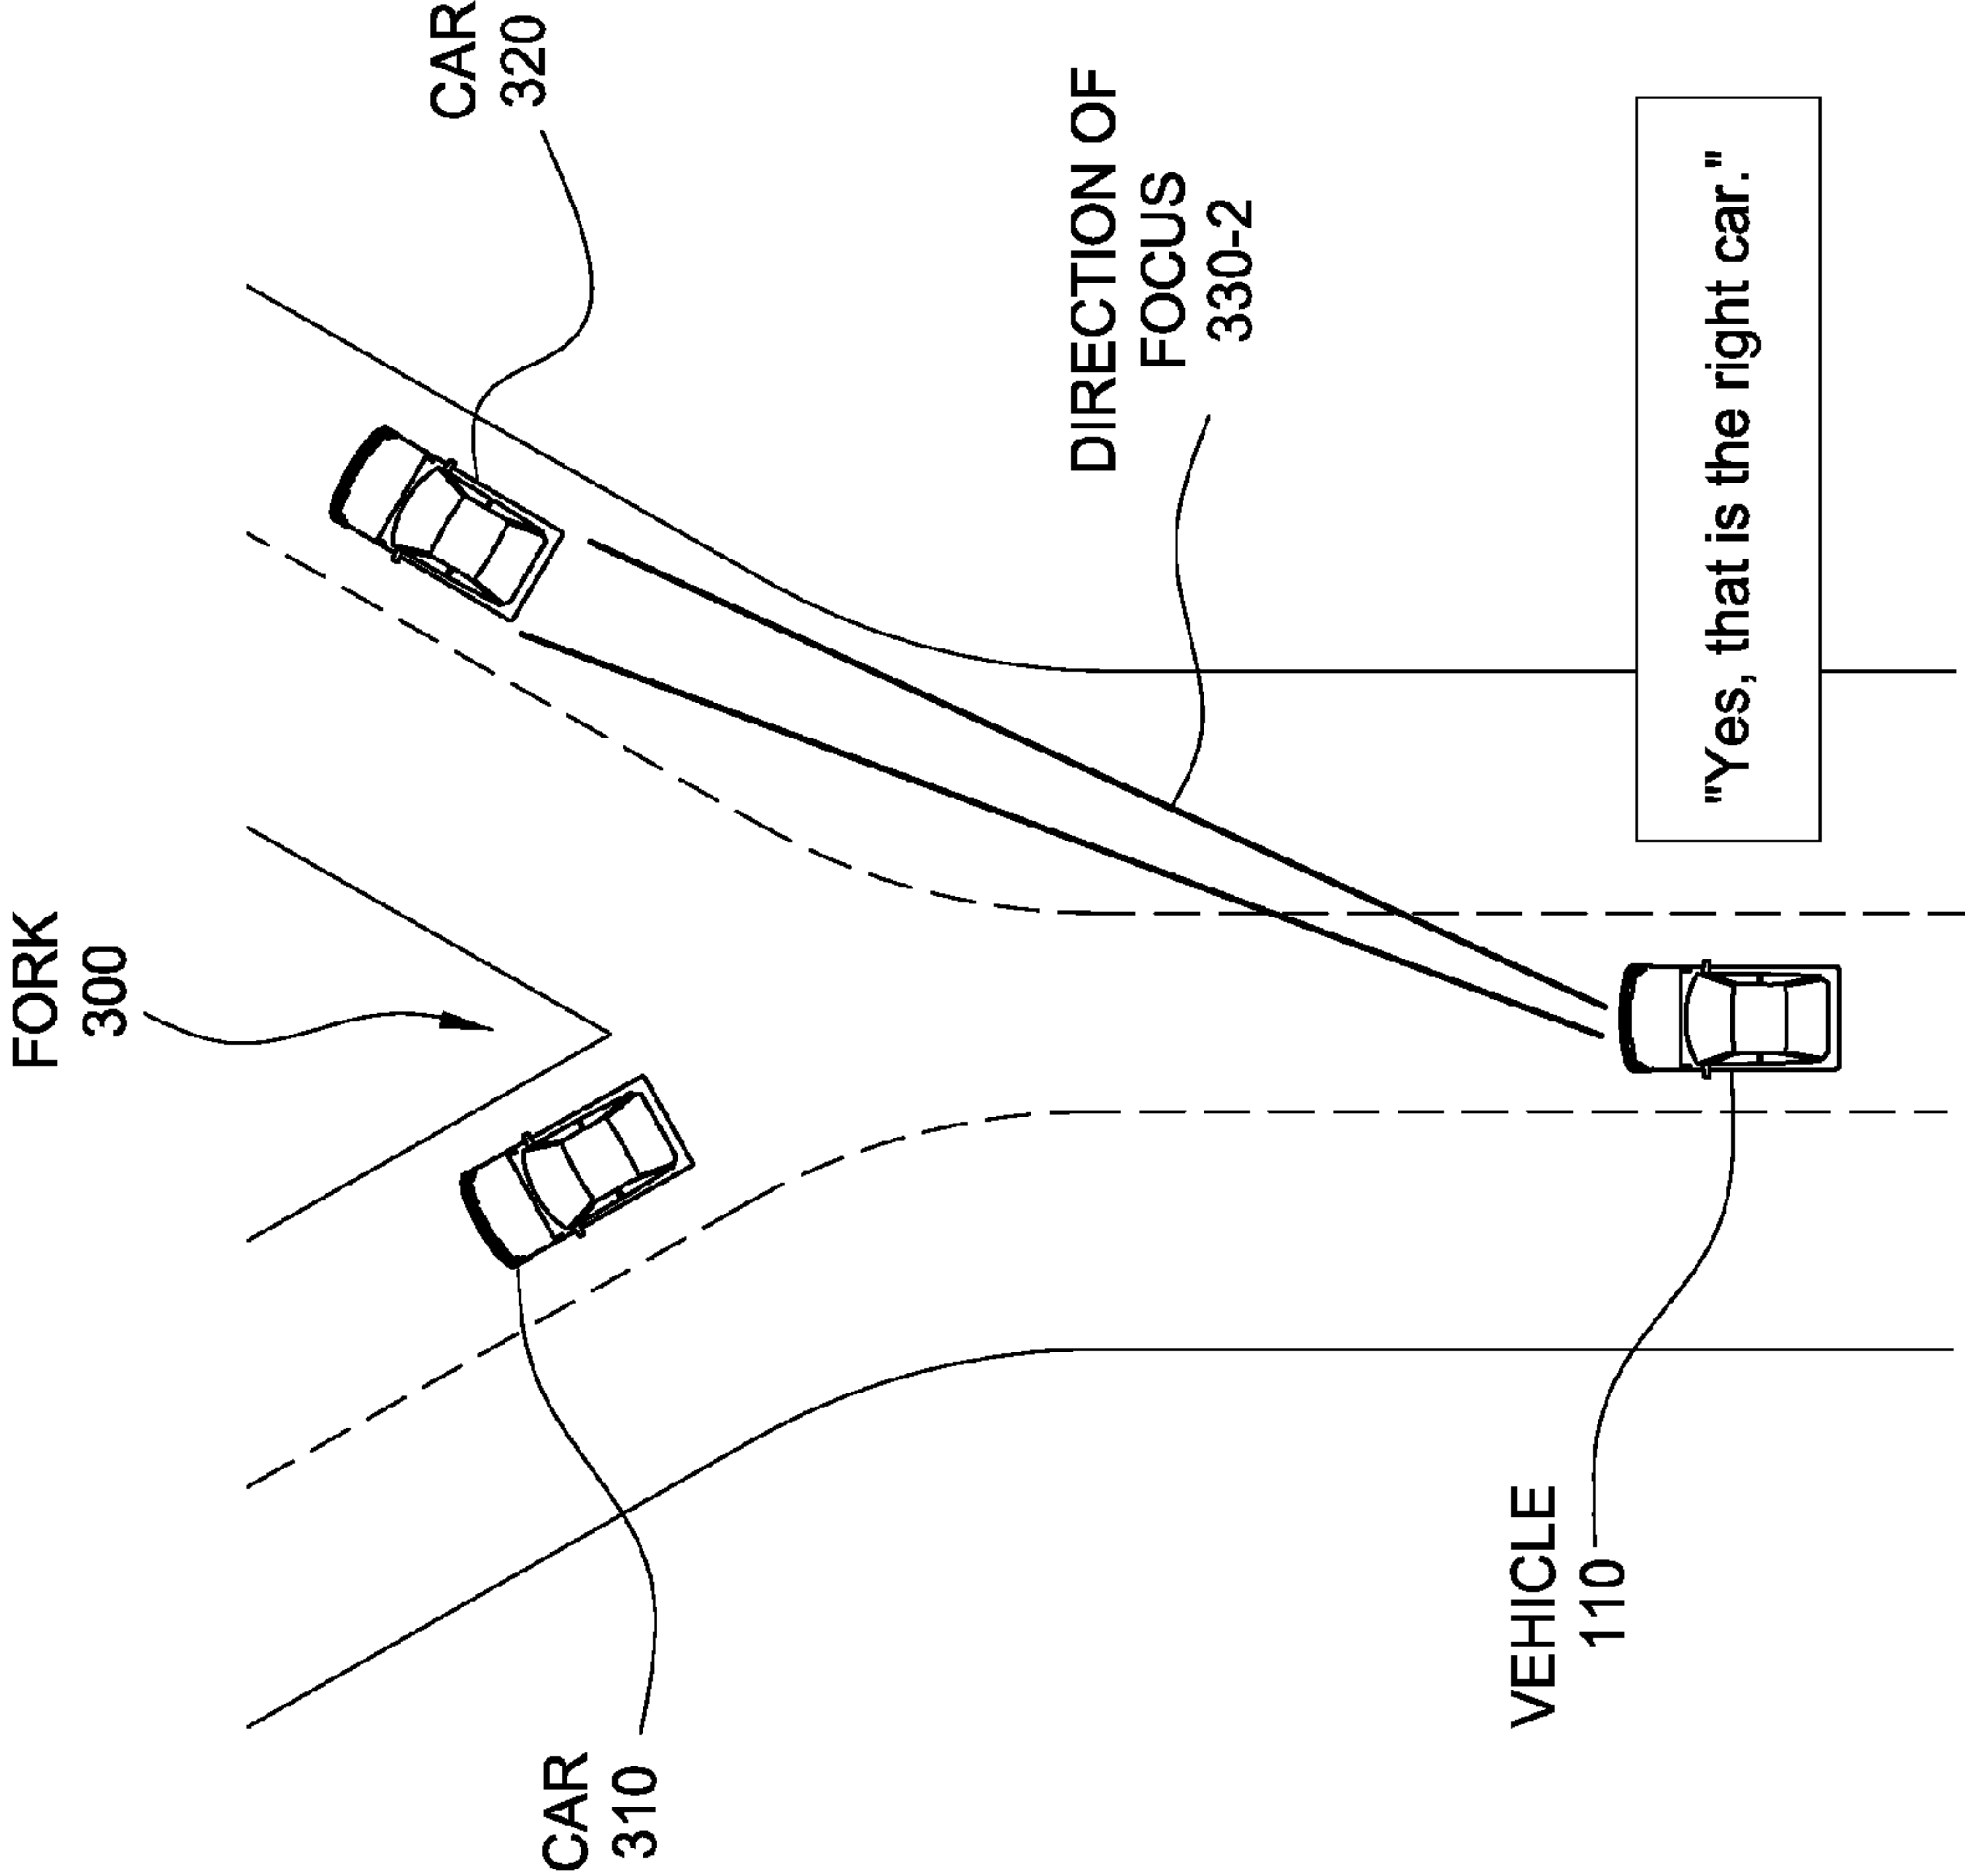 FORK
300
CAR
320
CAR
310
DIRECTION OF
FOCUS
330-2
VEHICLE
110
"Yes, that is the right car."